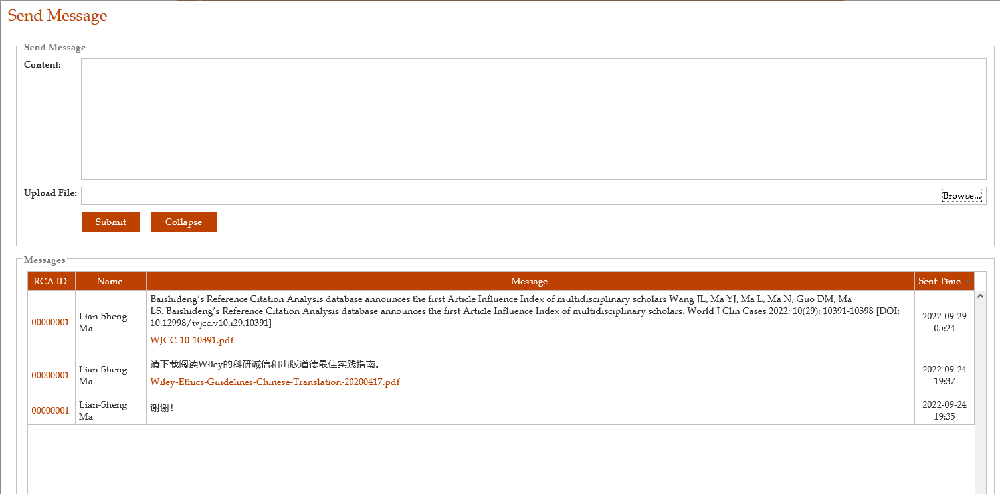 Send Message
Send Message
Content:
Upload File:
Browse...
Submit Collapse
Messages
RCA ID Name Message Sent Time
00000001
Lian-Sheng
Ma
Baishideng’s Reference Citation Analysis database announces the first Article Influence Index of multidisciplinary scholars Wang JL, Ma YJ, Ma L, Ma N, Guo DM, Ma
LS. Baishideng’s Reference Citation Analysis database announces the first Article Influence Index of multidisciplinary scholars. World J Clin Cases 2022; 10(29): 10391-10398 [DOI:
10.12998/wjcc.v10.i29.10391]
WJCC-10-10391.pdf
2022-09-29
05:24
00000001
Lian-Sheng
Ma
请下载阅读Wiley的科研诚信和出版道德最佳实践指南。
Wiley-Ethics-Guidelines-Chinese-Translation-20200417.pdf
2022-09-24
19:37
00000001
Lian-Sheng
Ma
谢谢！
2022-09-24
19:35